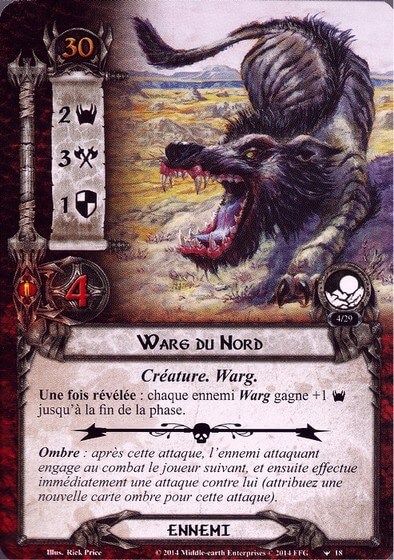 30
2
3
1
4
4/29
Warg du Nord
Créature. Warg.
Une fois révélée : chaque ennemi Warg gagne +1
jusqu'à la fin de la phase.
Ombre : après cette attaque, l'ennemi attaquant
engage au combat le joueur suivant, et ensuite effectue
immédiatement une attaque contre lui (attribuez une
nouvelle carte ombre pour cette attaque).
ENNEMI
Illus. Rick Price
© 2014 Middle-earth Enterprises © 2014 FFG
18